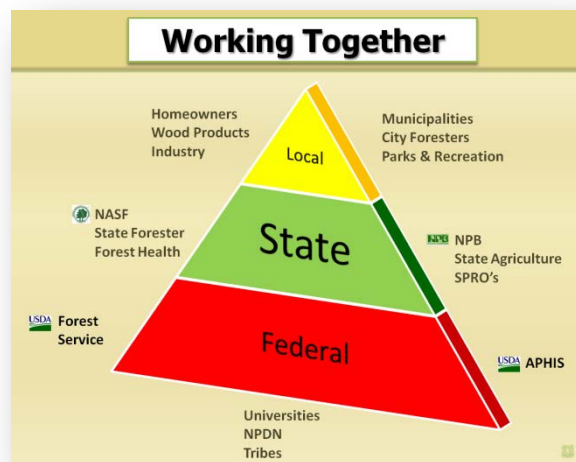 Working Together
Homeowners
Wood Products
Industry
Municipalities
City Foresters
Parks & Recreation
Local
NASF
State Forester
Forest Health
State
NPB
NPB
State Agriculture
SPRO's
USDA
Forest
Service
Federal
USDA
APHIS
Universities
NPDN
Tribes